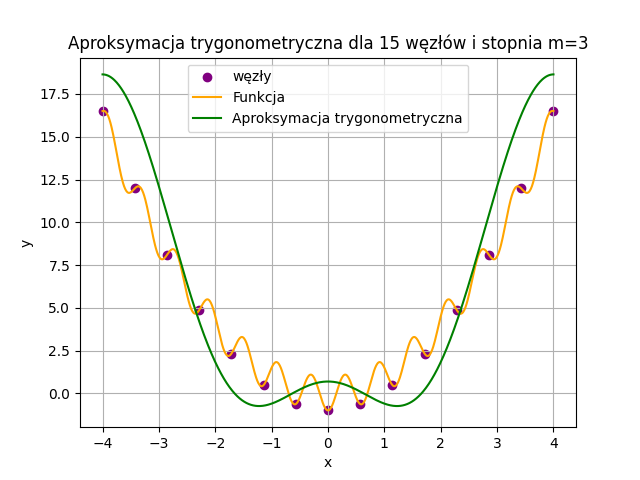 Aproksymacja trygonometryczna dla 15 węzłów i stopnia m=3
węzły
Funkcja
Aproksymacja trygonometryczna
y
17.5
15.0
12.5
10.0
7.5
5.0
2.5
0.0
−4 −3 −2 −1 0 1 2 3 4
x